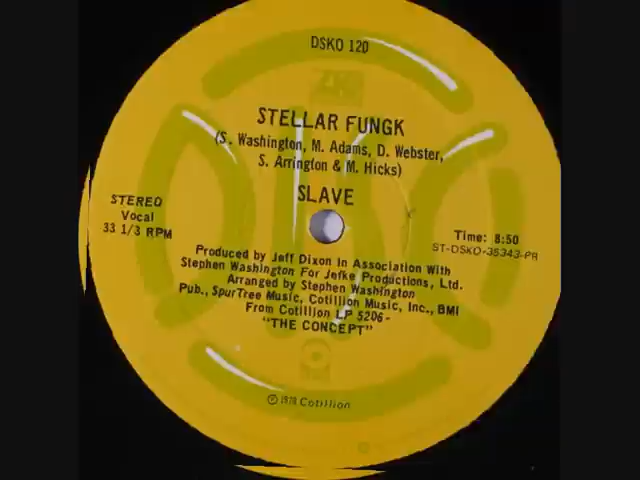 DSKO 120
STELLAR FUNGK
(S. Washington, M. Adams, D. Webster,
S. Arrington & M. Hicks)
SLAVE
STEREO
Vocal
33 1/3 RPM
Time: 8:50
ST-DSKO-35343-PR
Produced by Jeff Dixon In Association With
Stephen Washington For Jefke Productions, Ltd.
Arranged by Stephen Washington
Pub., SpurTree Music, Cotillion Music, Inc., BMI
From Cotillion LP 5206-
"THE CONCEPT"
℗ 1978 Cotillion